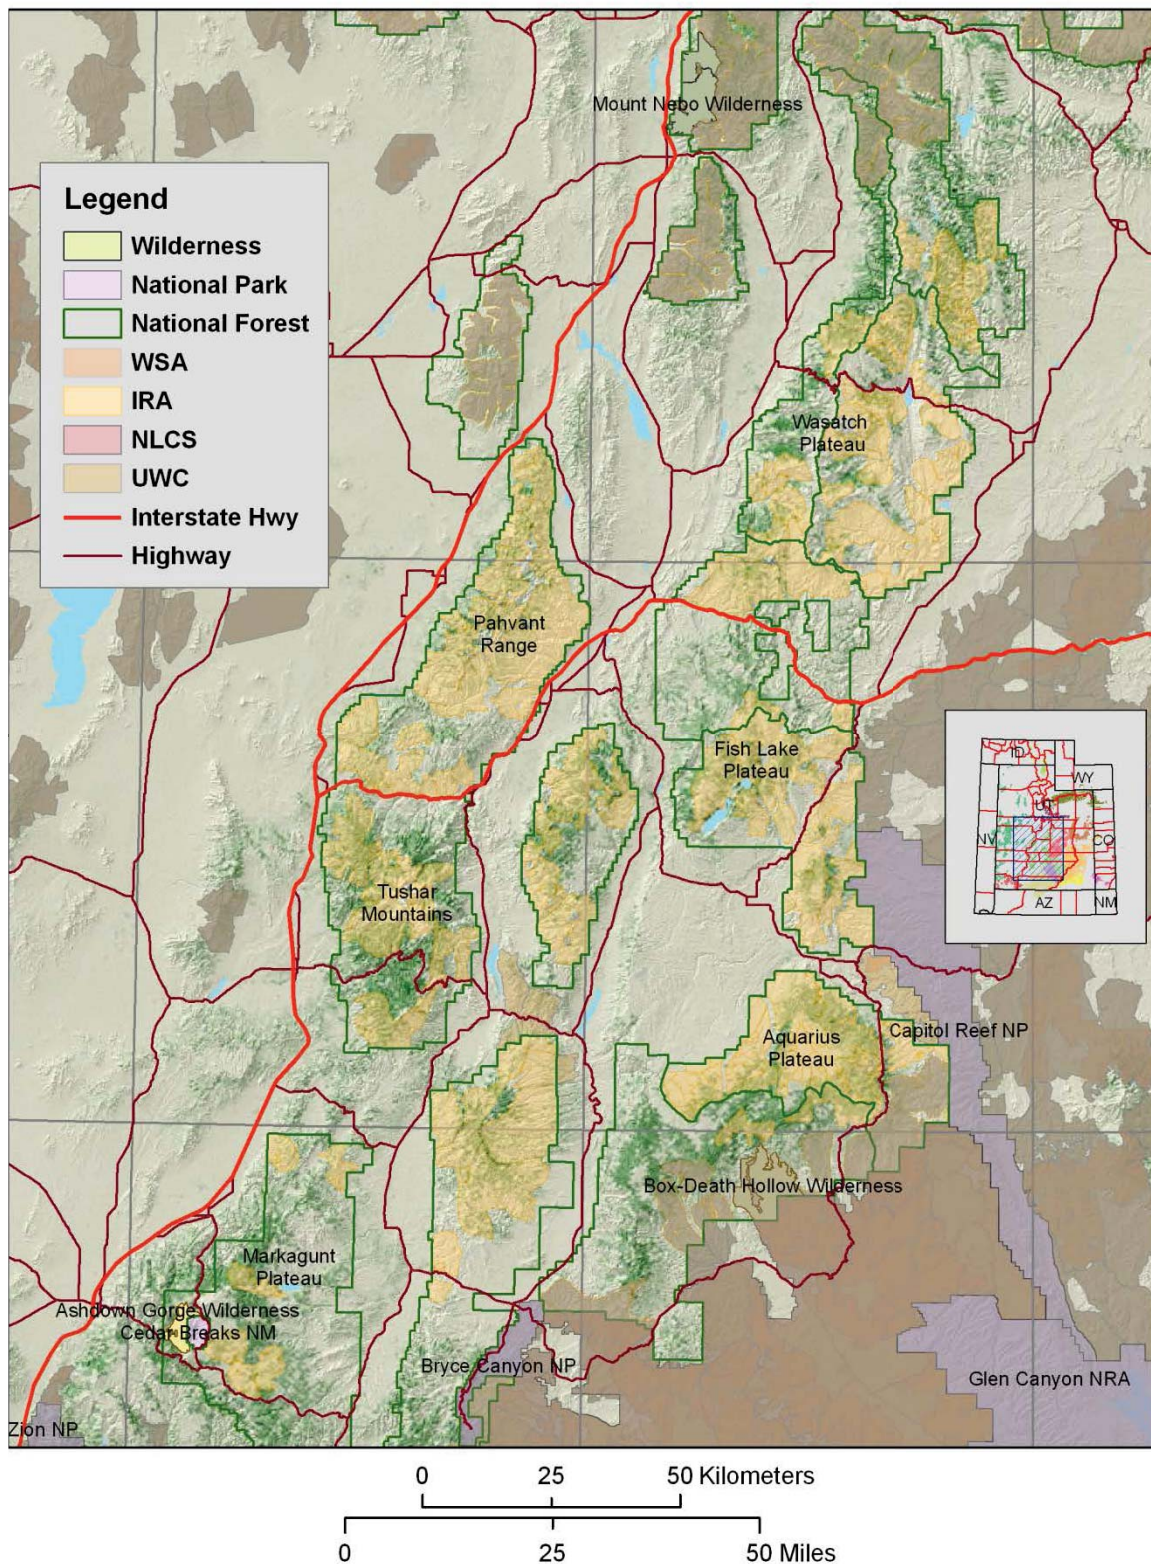 Mount Nebo Wilderness
Legend
Wilderness
National Park
National Forest
WSA
IRA
NLCS
UWC
Interstate Hwy
Highway
Wasatch
Plateau
Pahvant
Range
Fish Lake
Plateau
ID
WY
UT
NV
CO
AZ
NM
Tushar
Mountains
Aquarius
Plateau
Capitol Reef NP
Box-Death Hollow Wilderness
Markagunt
Plateau
Ashdown Gorge Wilderness
Cedar Breaks NM
Bryce Canyon NP
Glen Canyon NRA
Zion NP
0 25 50 Kilometers
0 25 50 Miles